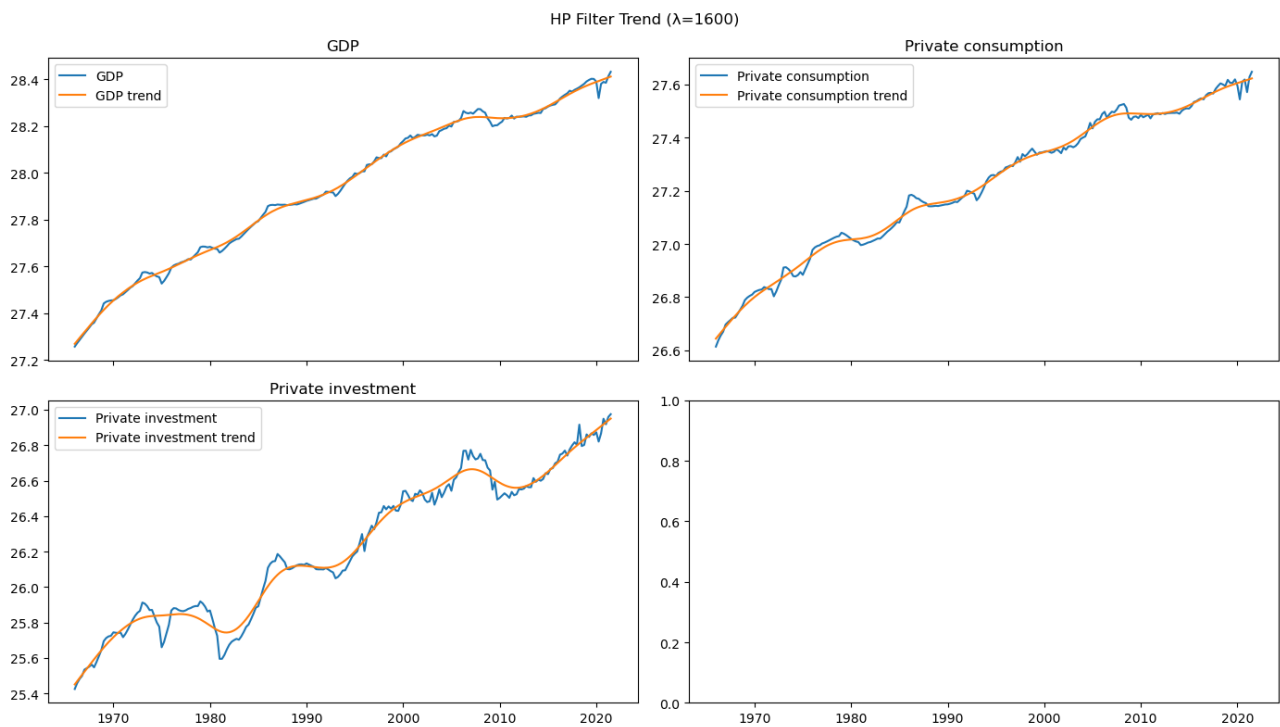 HP Filter Trend (λ=1600)
GDP
28.4
28.2
28.0
27.8
27.6
27.4
27.2
GDP
GDP trend
Private consumption
27.6
27.4
27.2
27.0
26.8
26.6
Private consumption
Private consumption trend
Private investment
27.0
26.8
26.6
26.4
26.2
26.0
25.8
25.6
25.4
Private investment
Private investment trend
1970 1980 1990 2000 2010 2020
1.0
0.8
0.6
0.4
0.2
0.0
1970 1980 1990 2000 2010 2020